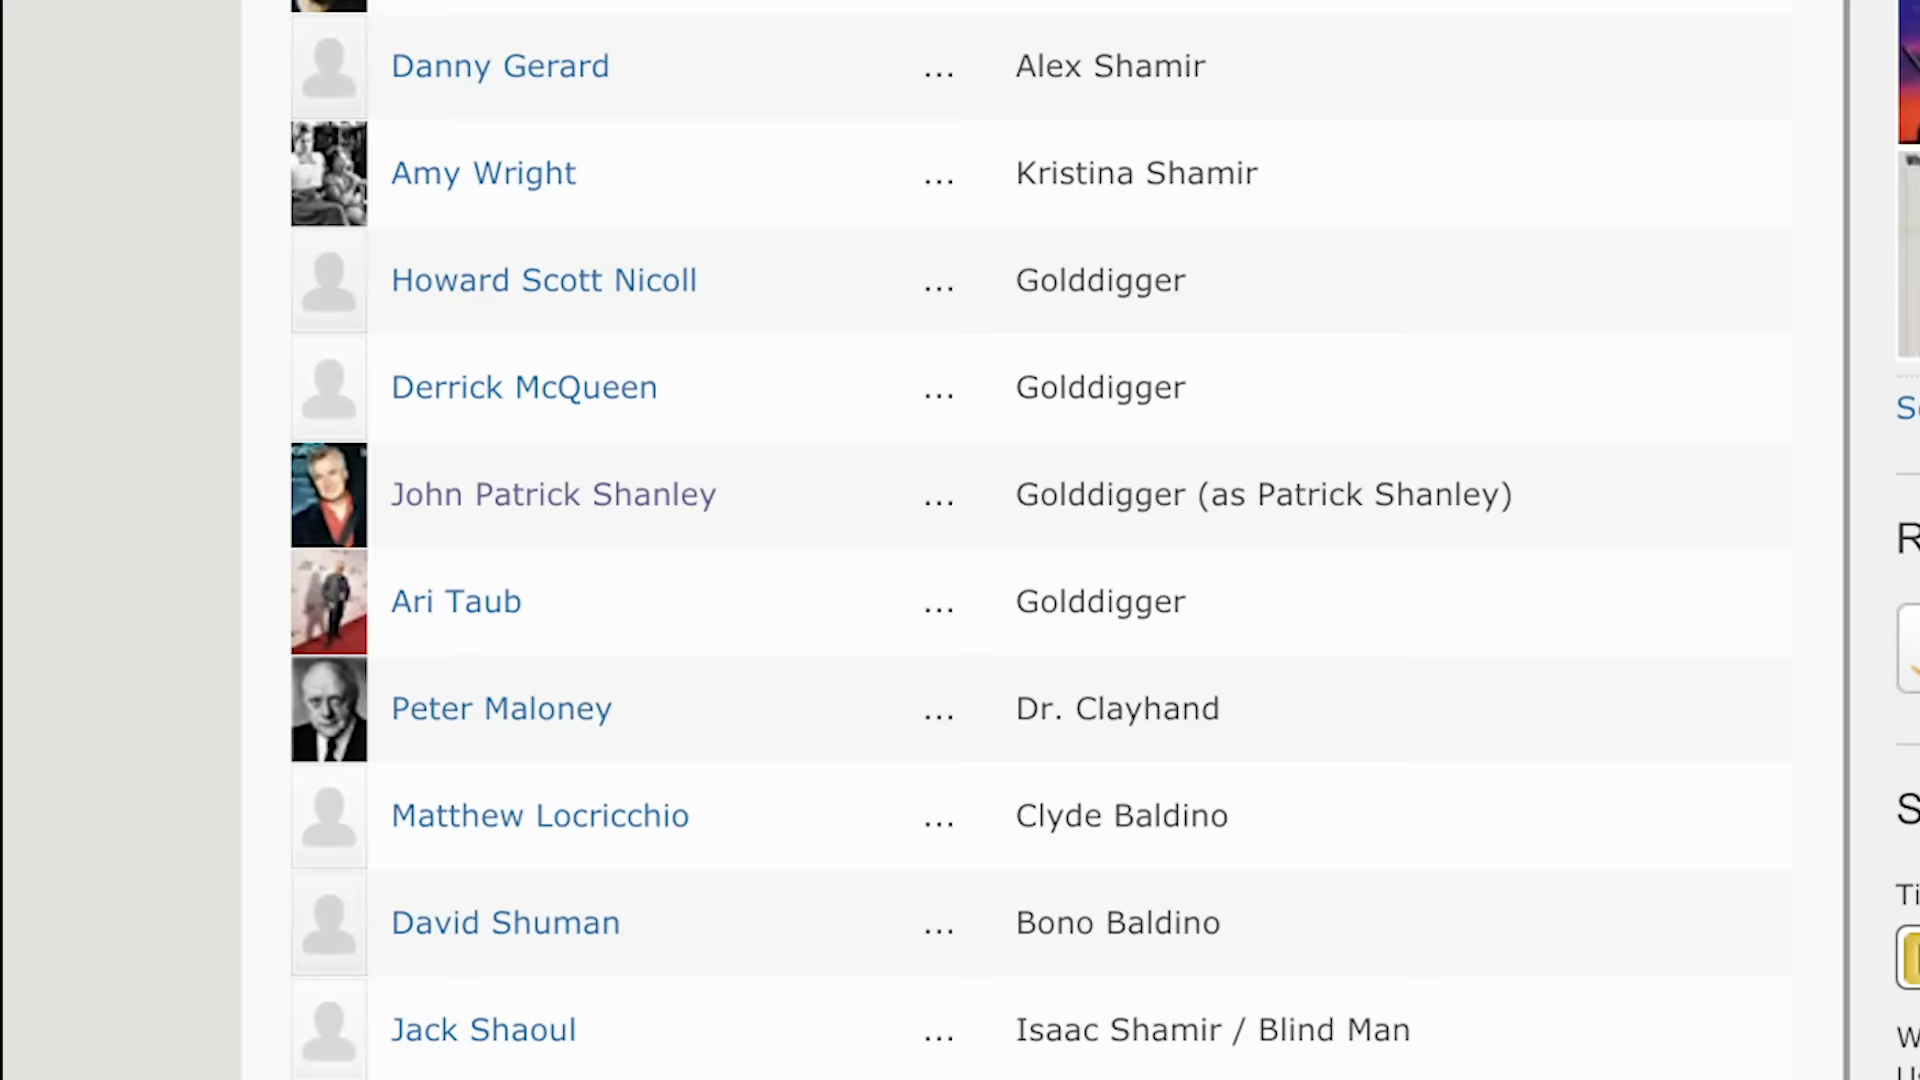 Danny Gerard ... Alex Shamir
Amy Wright ... Kristina Shamir
Howard Scott Nicoll ... Golddigger
Derrick McQueen ... Golddigger
John Patrick Shanley ... Golddigger (as Patrick Shanley)
Ari Taub ... Golddigger
Peter Maloney ... Dr. Clayhand
Matthew Locricchio ... Clyde Baldino
David Shuman ... Bono Baldino
Jack Shaoul ... Isaac Shamir / Blind Man